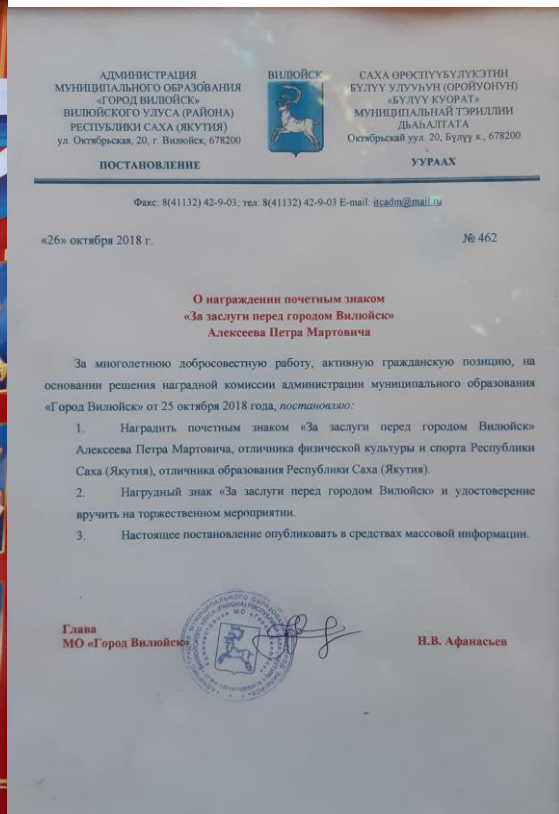 АДМИНИСТРАЦИЯ
МУНИЦИПАЛЬНОГО ОБРАЗОВАНИЯ
«ГОРОД ВИЛЮЙСК»
ВИЛЮЙСКОГО УЛУСА (РАЙОНА)
РЕСПУБЛИКИ САХА (ЯКУТИЯ)
ул. Октябрьская, 20, г. Вилюйск, 678200
ПОСТАНОВЛЕНИЕ
ВИЛЮЙСК
САХА ӨРӨСПҮҮБҮЛҮКЭТИН
БҮЛҮҮ УЛУУҺУН (ОРОЙУОНУН)
«БҮЛҮҮ КУОРАТ»
МУНИЦИПАЛЬНАЙ ТЭРИЛЛИИ
ДЬАҺАЛТАТА
Октябрьскай уул. 20, Бүлүү к., 678200
УУРААХ
Факс: 8(41132) 42-9-03; тел: 8(41132) 42-9-03 E-mail: itcadm@mail.ru
«26» октября 2018 г. № 462
О награждении почетным знаком
«За заслуги перед городом Вилюйск»
Алексеева Петра Мартовича
За многолетнюю добросовестную работу, активную гражданскую позицию, на
основании решения наградной комиссии администрации муниципального образования
«Город Вилюйск» от 25 октября 2018 года, постановляю:
1. Наградить почетным знаком «За заслуги перед городом Вилюйск»
Алексеева Петра Мартовича, отличника физической культуры и спорта Республики
Саха (Якутия), отличника образования Республики Саха (Якутия).
2. Нагрудный знак «За заслуги перед городом Вилюйск» и удостоверение
вручить на торжественном мероприятии.
3. Настоящее постановление опубликовать в средствах массовой информации.
Глава
МО «Город Вилюйск» Н.В. Афанасьев